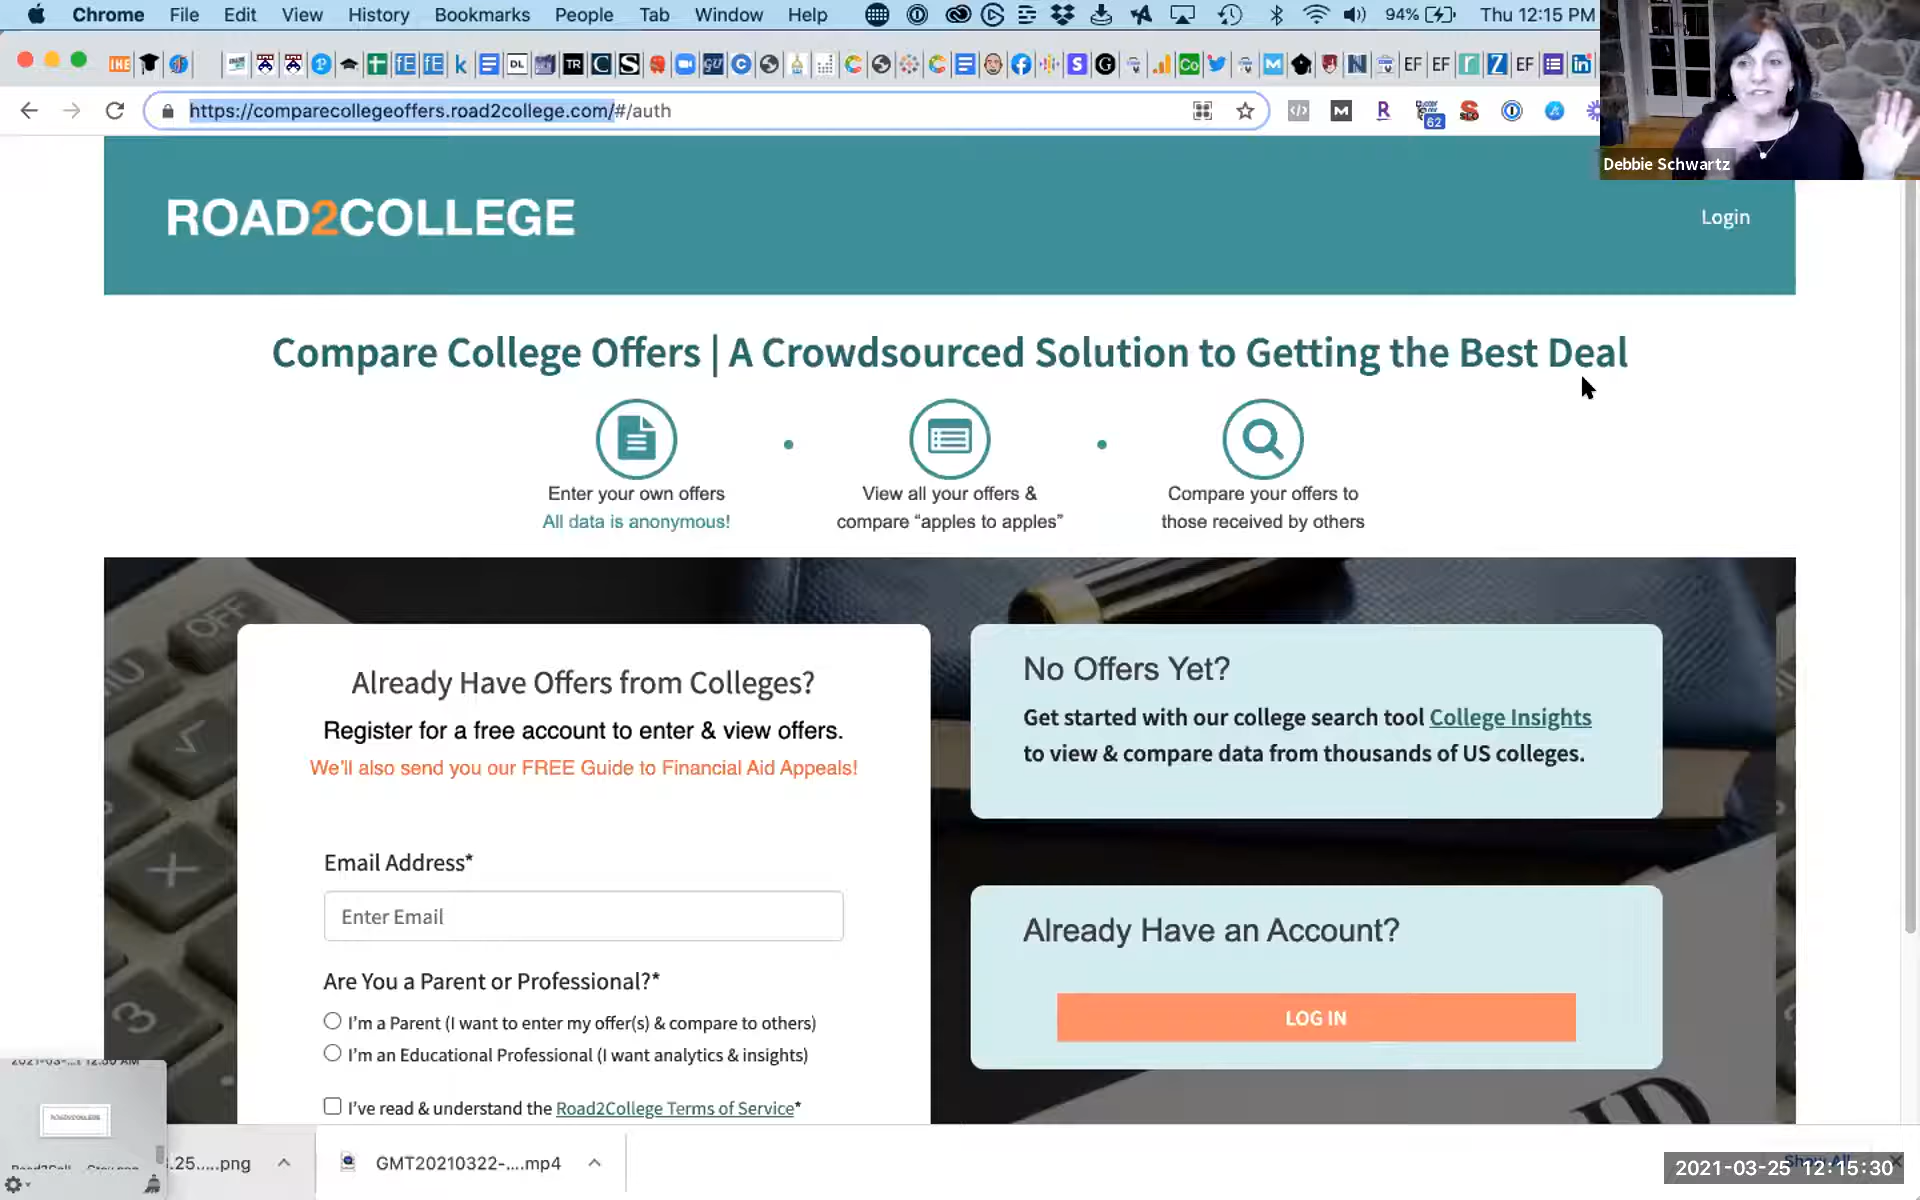 Chrome File Edit View History Bookmarks People Tab Window Help 94% Thu 12:15 PM
https://comparecollegeoffers.road2college.com/#/auth
62
Debbie Schwartz
ROAD2COLLEGE
Login
Compare College Offers | A Crowdsourced Solution to Getting the Best Deal
Enter your own offers
All data is anonymous!
View all your offers &
compare “apples to apples”
Compare your offers to
those received by others
Already Have Offers from Colleges?
Register for a free account to enter & view offers.
We'll also send you our FREE Guide to Financial Aid Appeals!
Email Address*
Enter Email
Are You a Parent or Professional?*
I'm a Parent (I want to enter my offer(s) & compare to others)
I'm an Educational Professional (I want analytics & insights)
I've read & understand the Road2College Terms of Service*
No Offers Yet?
Get started with our college search tool College Insights
to view & compare data from thousands of US colleges.
Already Have an Account?
LOG IN
OFF
MU
3
ROAD2COLLEGE
.25....png
GMT20210322-....mp4
Show All
2021-03-25 12:15:30